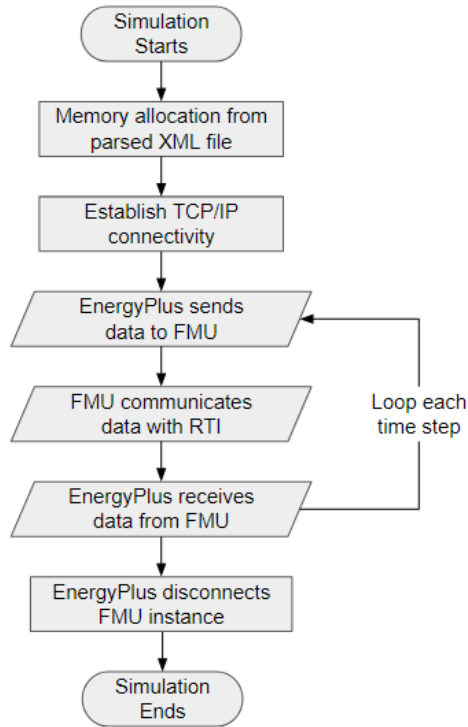 Simulation
Starts
Memory allocation from
parsed XML file
Establish TCP/IP
connectivity
EnergyPlus sends
data to FMU
FMU communicates
data with RTI
Loop each
time step
EnergyPlus receives
data from FMU
EnergyPlus disconnects
FMU instance
Simulation
Ends